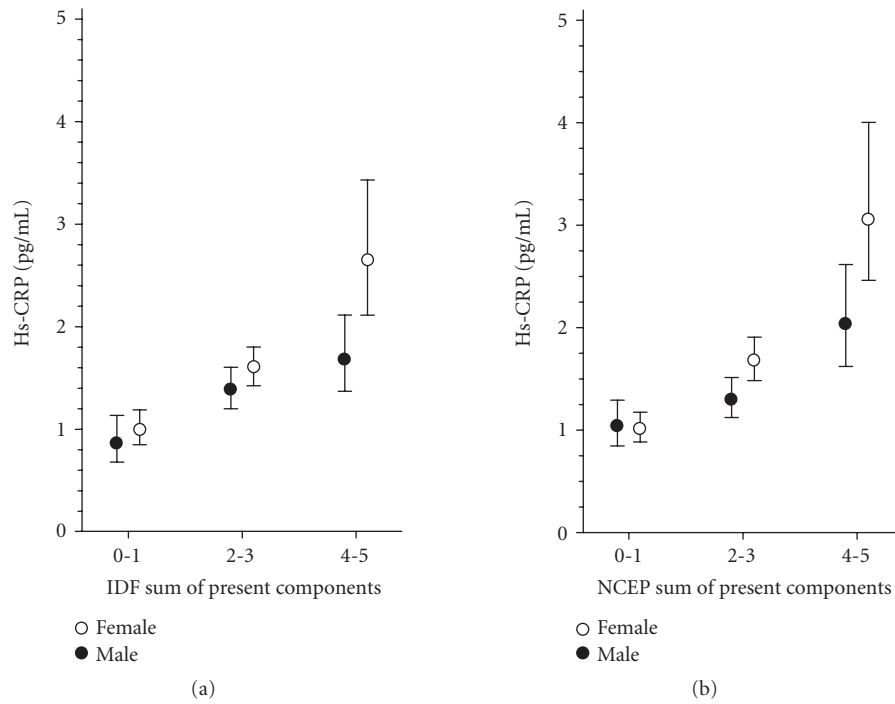 5
4
3
2
1
0
Hs-CRP (pg/mL)
0-1 2-3 4-5
IDF sum of present components
Female
Male
(a)
5
4
3
2
1
0
Hs-CRP (pg/mL)
0-1 2-3 4-5
NCEP sum of present components
Female
Male
(b)